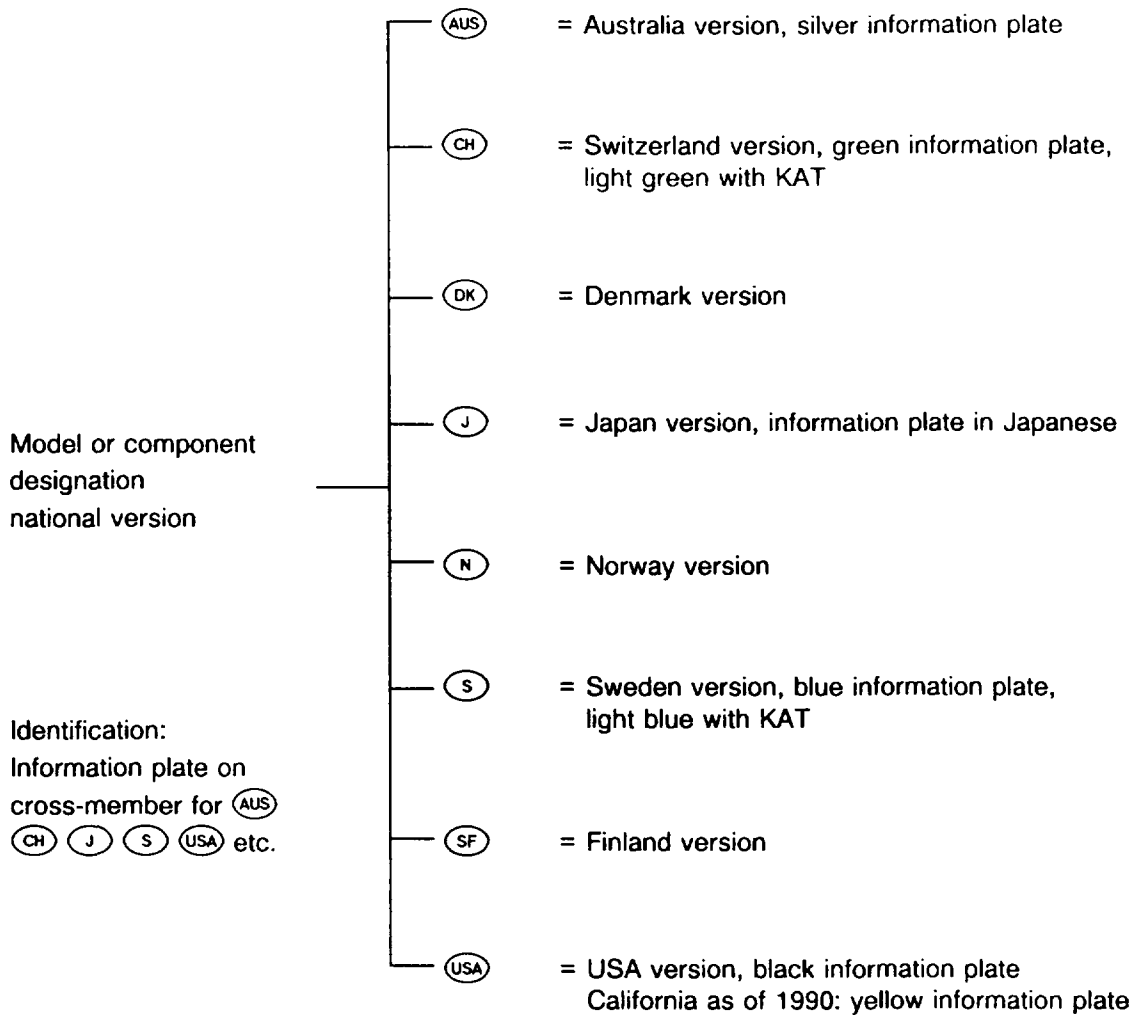 AUS = Australia version, silver information plate
CH = Switzerland version, green information plate,
light green with KAT
DK = Denmark version
J = Japan version, information plate in Japanese
Model or component
designation
national version
N = Norway version
S = Sweden version, blue information plate,
light blue with KAT
Identification:
Information plate on
cross-member for AUS
CH J S USA etc.
SF = Finland version
USA = USA version, black information plate
California as of 1990: yellow information plate